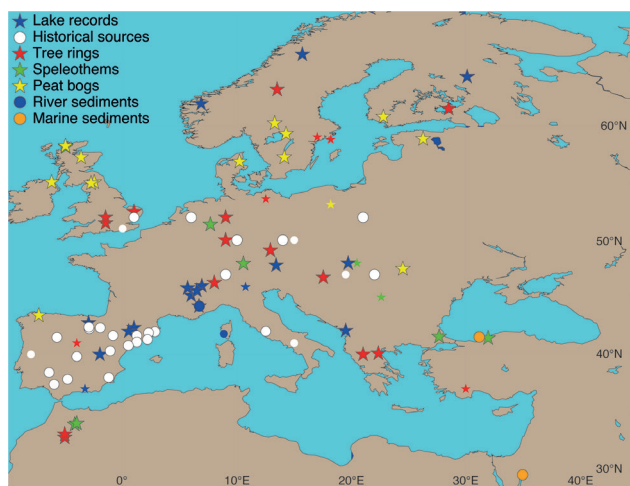 Lake records
Historical sources
Tree rings
Speleothems
Peat bogs
River sediments
Marine sediments
60°N
50°N
40°N
30°N
0°
10°E
20°E
30°E
40°E